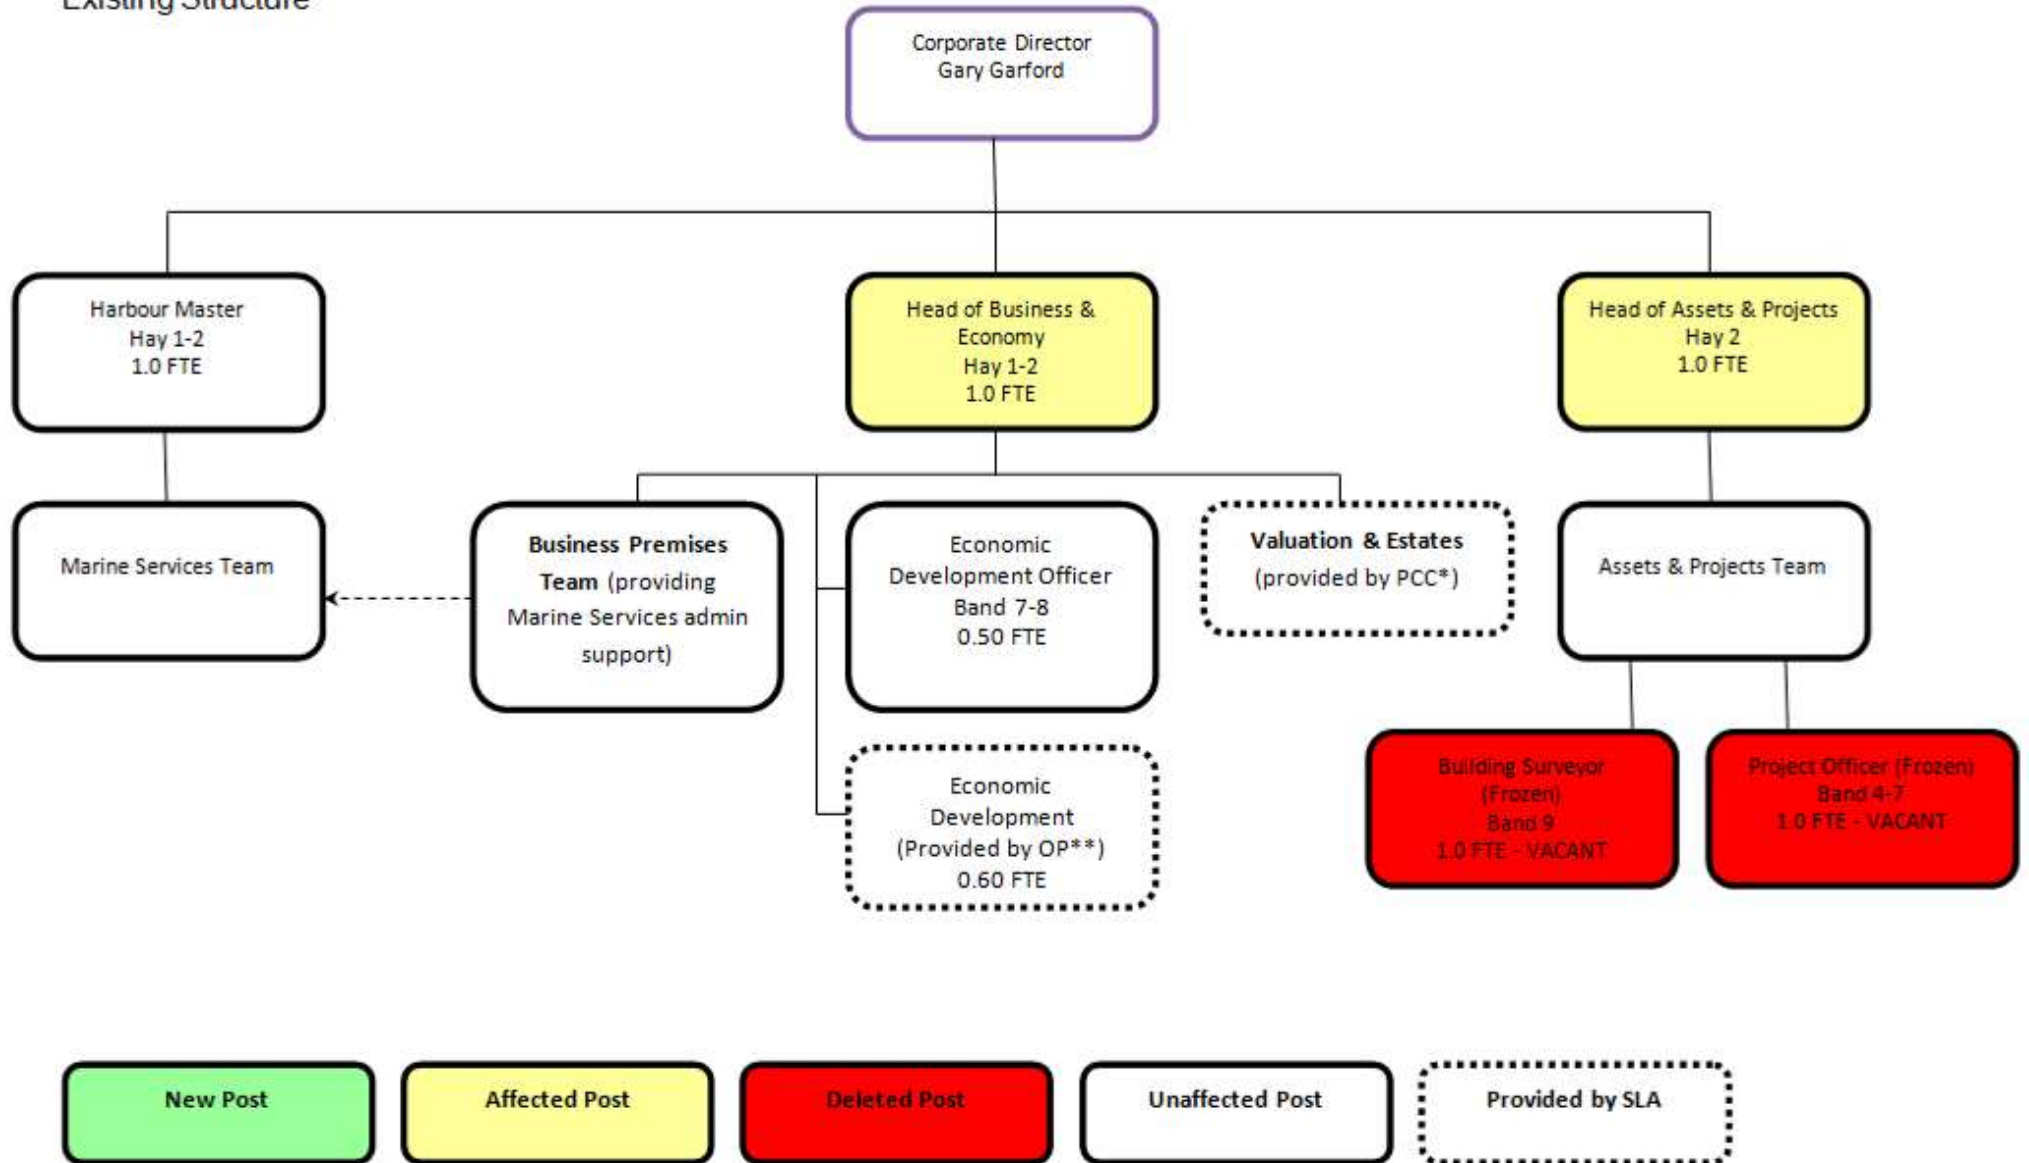 Existing Structure
Corporate Director
Gary Garford
Harbour Master
Hay 1-2
1.0 FTE
Head of Business &
Economy
Hay 1-2
1.0 FTE
Head of Assets & Projects
Hay 2
1.0 FTE
Marine Services Team
Business Premises
Team (providing
Marine Services admin
support)
Economic
Development Officer
Band 7-8
0.50 FTE
Valuation & Estates
(provided by PCC*)
Assets & Projects Team
Economic
Development
(Provided by OP**)
0.60 FTE
Building Surveyor
(Frozen)
Band 9
1.0 FTE - VACANT
Project Officer (Frozen)
Band 4-7
1.0 FTE - VACANT
New Post
Affected Post
Deleted Post
Unaffected Post
Provided by SLA